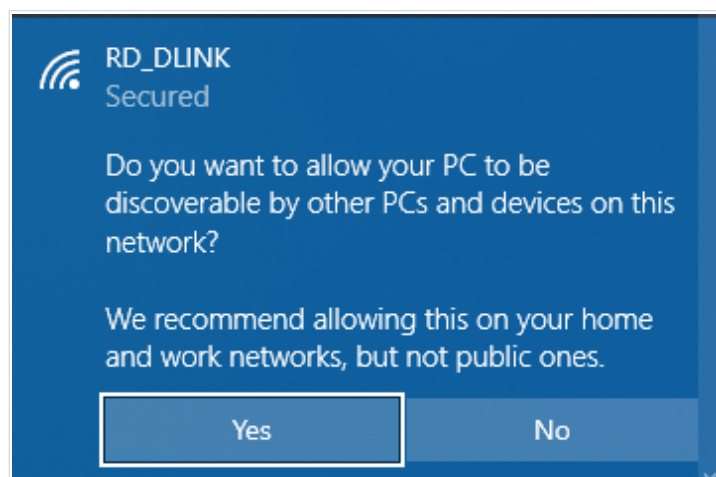 RD_DLINK
Secured
Do you want to allow your PC to be
discoverable by other PCs and devices on this
network?
We recommend allowing this on your home
and work networks, but not public ones.
Yes No